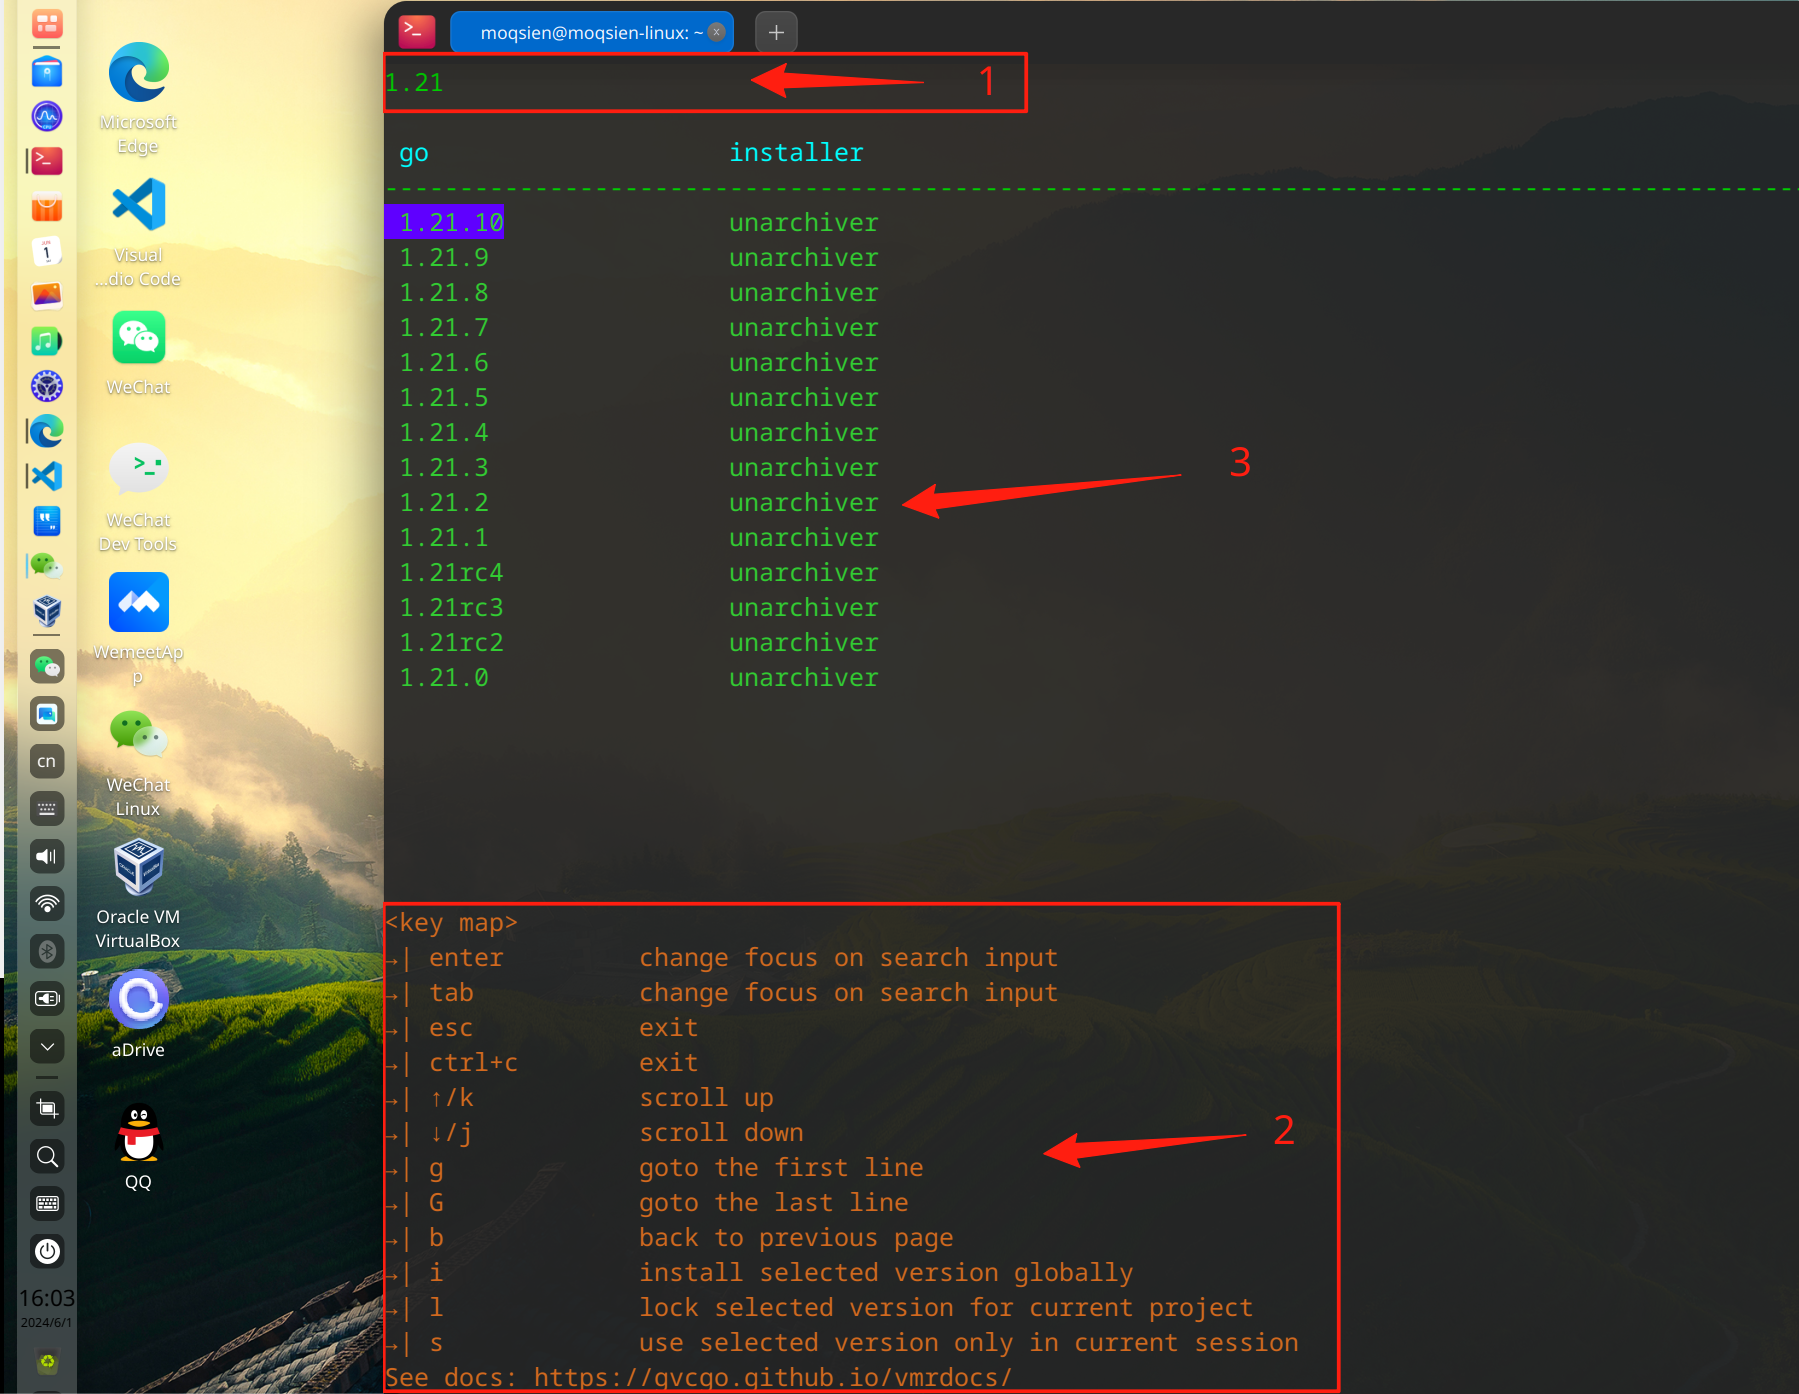 moqsien@moqsien-linux: ~
1.21
1
go installer
1.21.10 unarchiver
1.21.9 unarchiver
1.21.8 unarchiver
1.21.7 unarchiver
1.21.6 unarchiver
1.21.5 unarchiver
1.21.4 unarchiver
1.21.3 unarchiver
3
1.21.2 unarchiver
1.21.1 unarchiver
1.21rc4 unarchiver
1.21rc3 unarchiver
1.21rc2 unarchiver
1.21.0 unarchiver
<key map>
→| enter change focus on search input
→| tab change focus on search input
→| esc exit
→| ctrl+c exit
→| ↑/k scroll up
→| ↓/j scroll down
2
→| g goto the first line
→| G goto the last line
→| b back to previous page
→| i install selected version globally
→| l lock selected version for current project
→| s use selected version only in current session
See docs: https://gvcgo.github.io/vmrdocs/
Microsoft
Edge
Visual
...dio Code
WeChat
WeChat
Dev Tools
WemeetAp
p
WeChat
Linux
Oracle VM
VirtualBox
aDrive
QQ
1
cn
16:03
2024/6/1